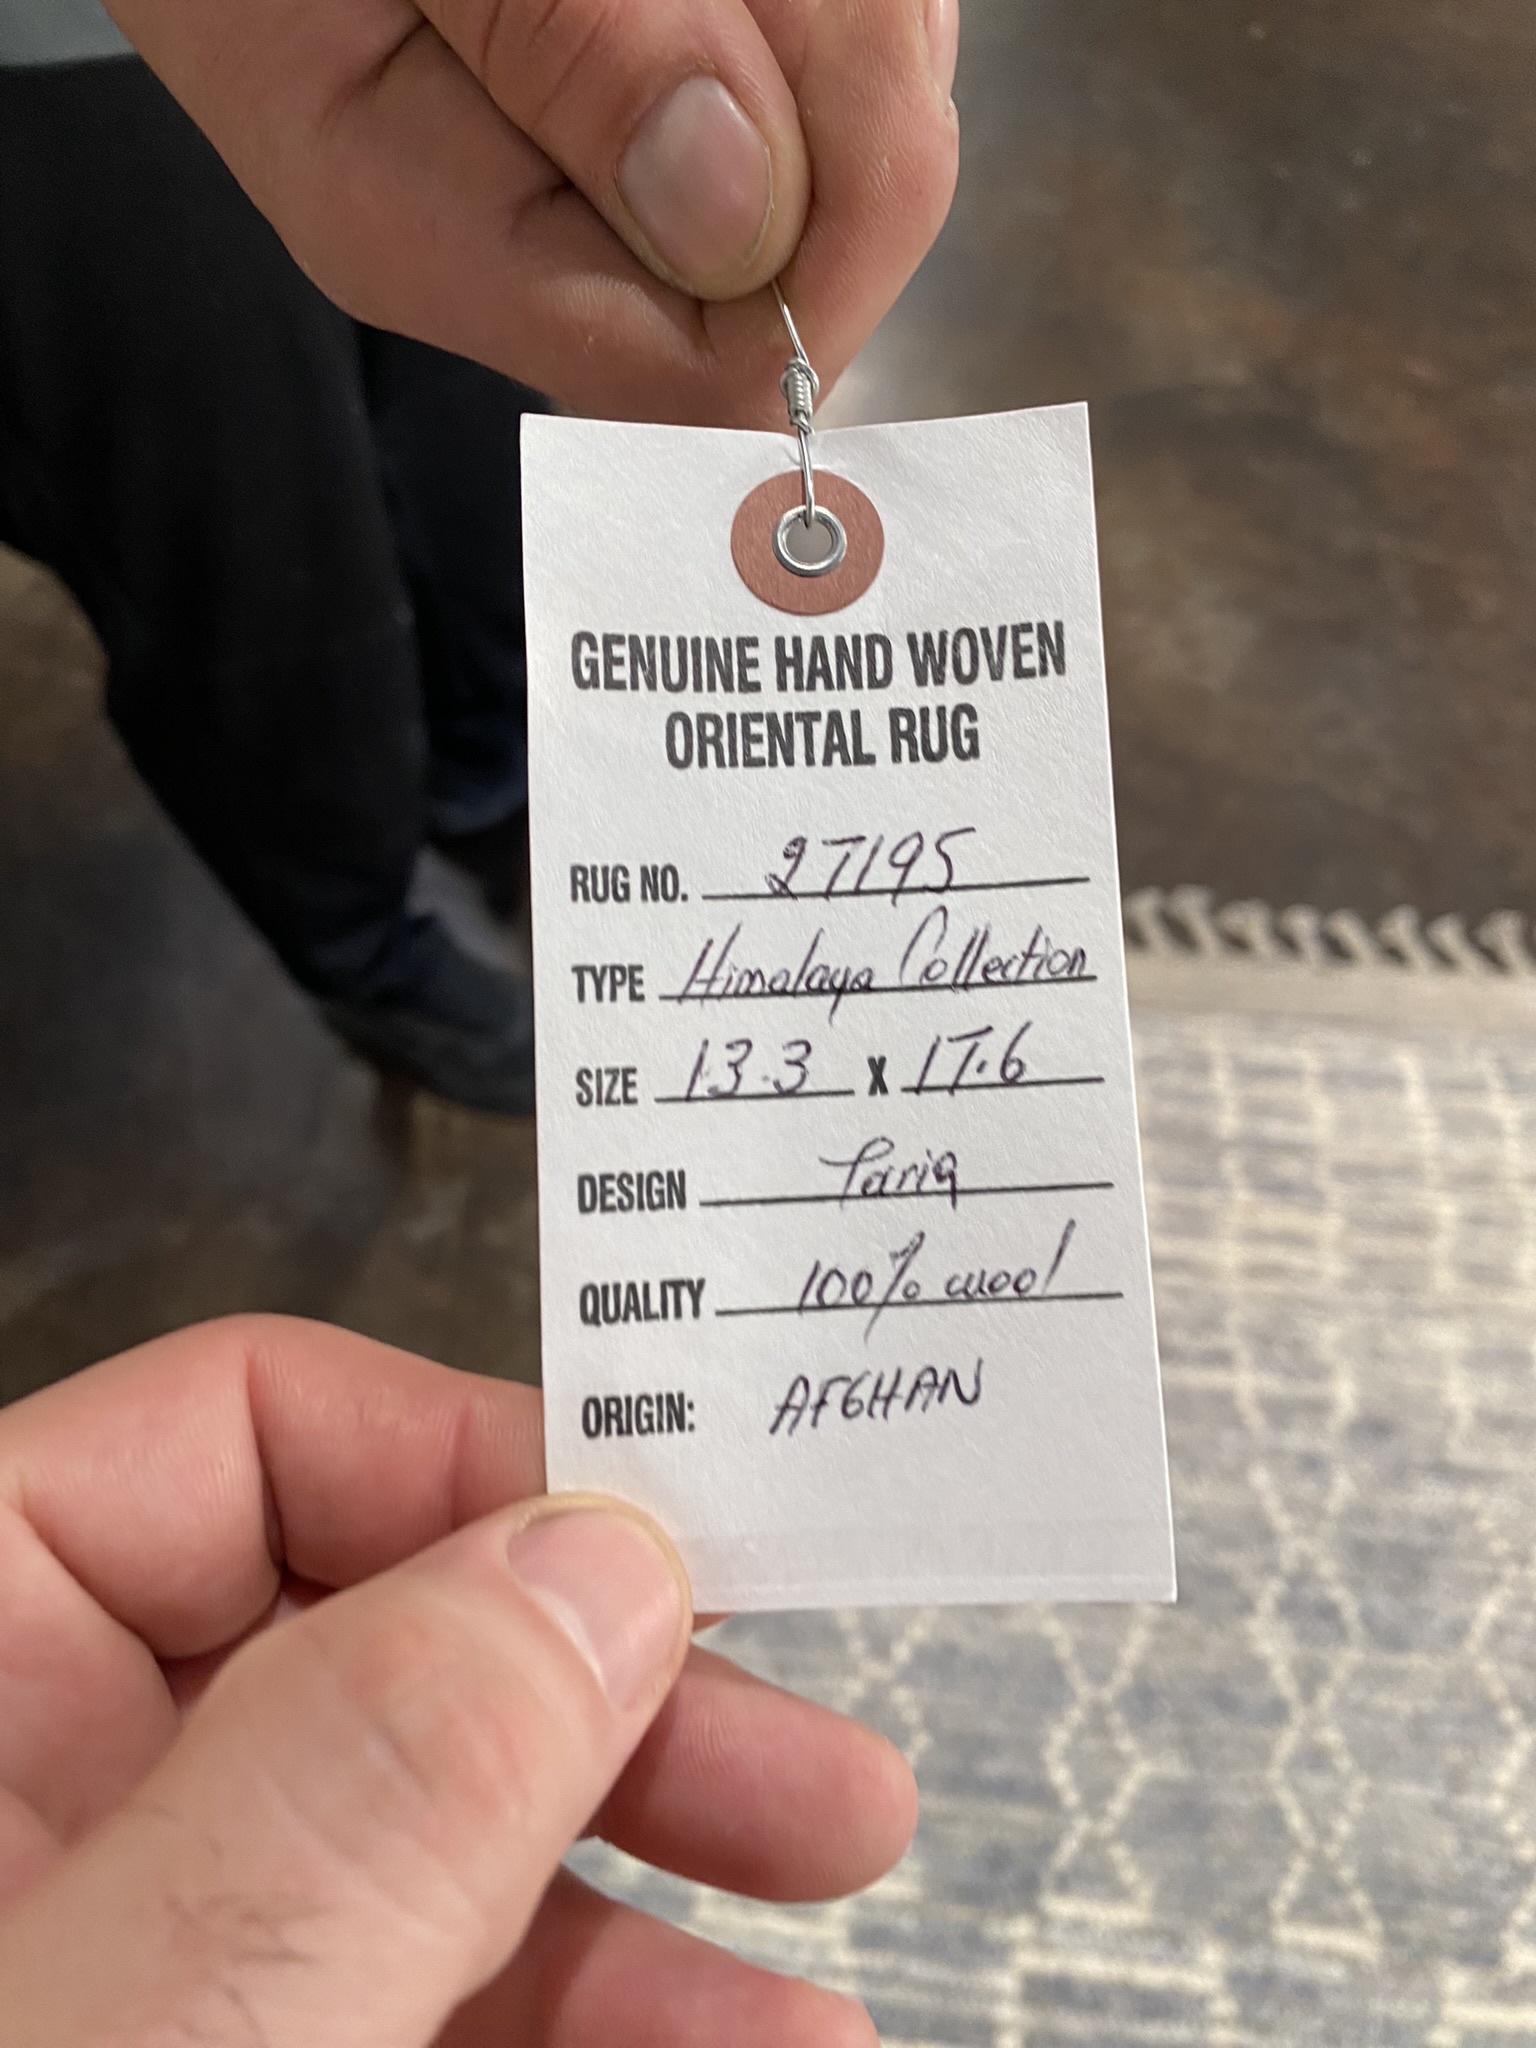 GENUINE HAND WOVEN
ORIENTAL RUG
RUG NO. 27195
TYPE Himalaya Collection
SIZE 13.3 X 17.6
DESIGN Tariq
QUALITY 100% wool
ORIGIN: AFGHAN